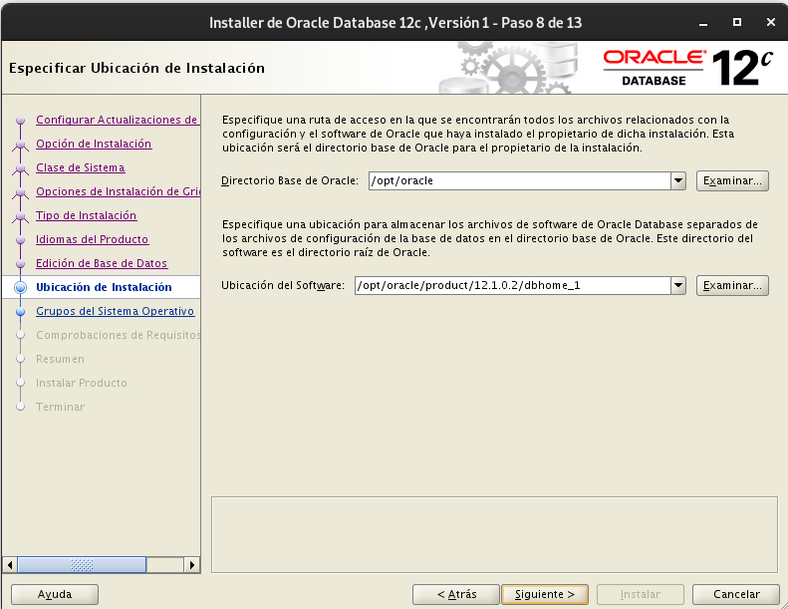 Installer de Oracle Database 12c ,Versión 1 - Paso 8 de 13
Especificar Ubicación de Instalación
ORACLE
DATABASE
12c
Configurar Actualizaciones de
Opción de Instalación
Clase de Sistema
Opciones de Instalación de Gri
Tipo de Instalación
Idiomas del Producto
Edición de Base de Datos
Ubicación de Instalación
Grupos del Sistema Operativo
Comprobaciones de Requisitos
Resumen
Instalar Producto
Terminar
Especifique una ruta de acceso en la que se encontrarán todos los archivos relacionados con la
configuración y el software de Oracle que haya instalado el propietario de dicha instalación. Esta
ubicación será el directorio base de Oracle para el propietario de la instalación.
Directorio Base de Oracle: /opt/oracle Examinar...
Especifique una ubicación para almacenar los archivos de software de Oracle Database separados de
los archivos de configuración de la base de datos en el directorio base de Oracle. Este directorio del
software es el directorio raíz de Oracle.
Ubicación del Software: /opt/oracle/product/12.1.0.2/dbhome_1 Examinar...
Ayuda < Atrás Siguiente > Instalar Cancelar